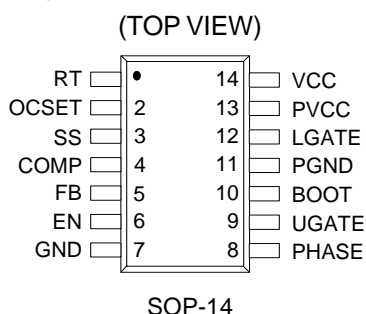 (TOP VIEW)
RT 14 VCC
OCSET 2 13 PVCC
SS 3 12 LGATE
COMP 4 11 PGND
FB 5 10 BOOT
EN 6 9 UGATE
GND 7 8 PHASE
SOP-14